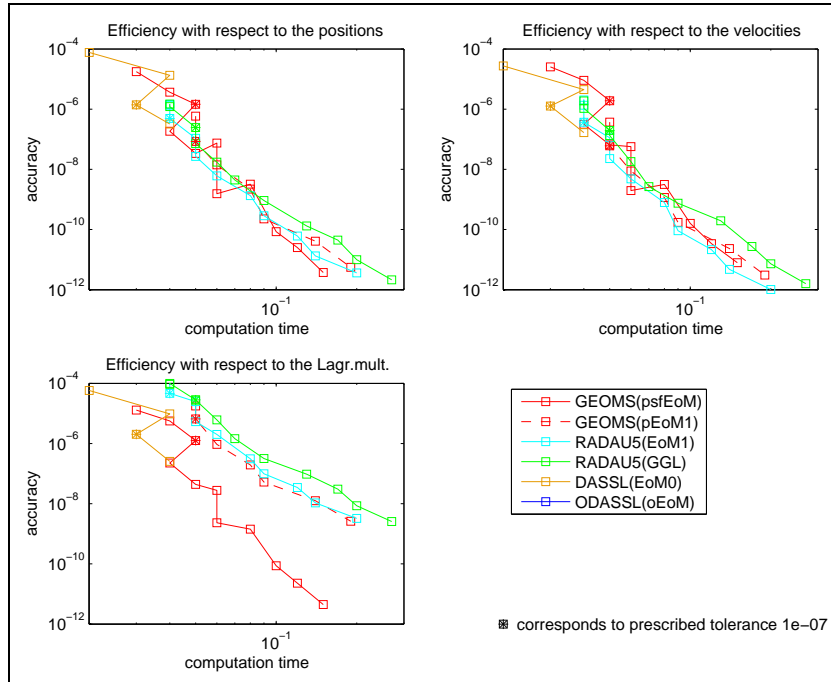 Efficiency with respect to the positions
10^-4
10^-6
10^-8
10^-10
10^-12
accuracy
10^-1
computation time
Efficiency with respect to the velocities
10^-4
10^-6
10^-8
10^-10
10^-12
accuracy
10^-1
computation time
Efficiency with respect to the Lagr.mult.
10^-4
10^-6
10^-8
10^-10
10^-12
accuracy
10^-1
computation time
GEOMS(psfEoM)
GEOMS(pEoM1)
RADAU5(EoM1)
RADAU5(GGL)
DASSL(EoM0)
ODASSL(oEoM)
corresponds to prescribed tolerance 1e-07